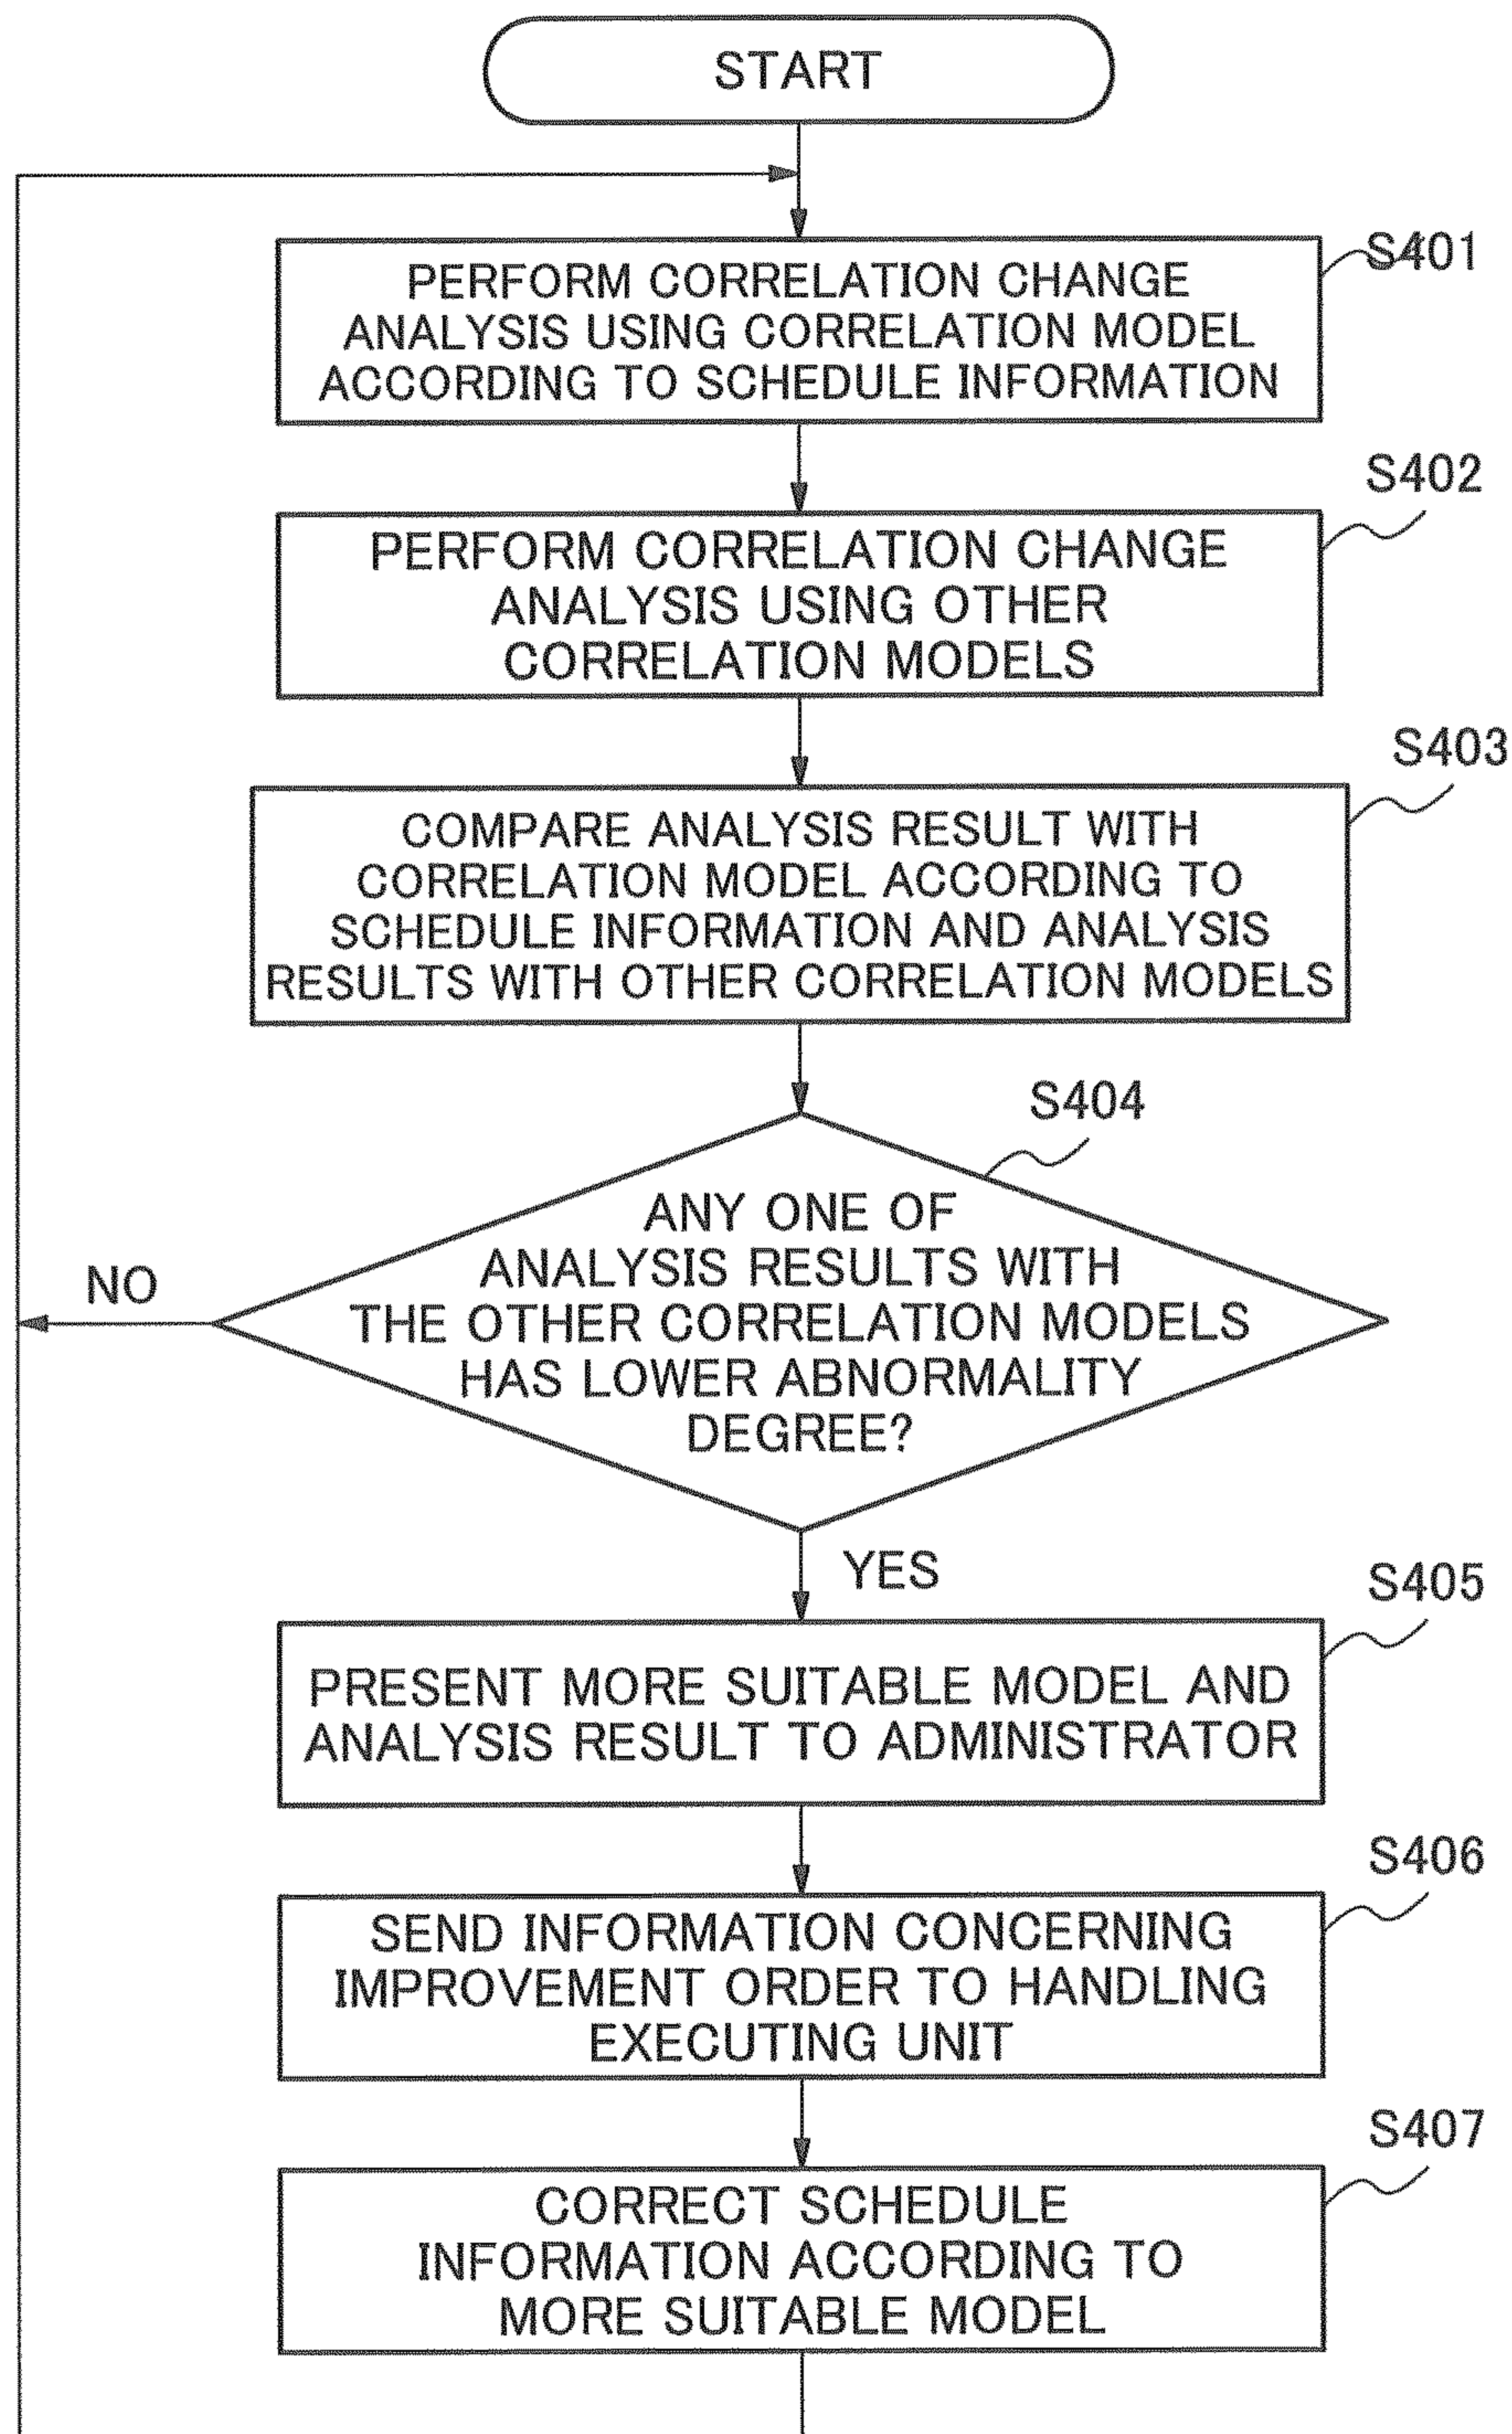 START
S401
PERFORM CORRELATION CHANGE
ANALYSIS USING CORRELATION MODEL
ACCORDING TO SCHEDULE INFORMATION
S402
PERFORM CORRELATION CHANGE
ANALYSIS USING OTHER
CORRELATION MODELS
S403
COMPARE ANALYSIS RESULT WITH
CORRELATION MODEL ACCORDING TO
SCHEDULE INFORMATION AND ANALYSIS
RESULTS WITH OTHER CORRELATION MODELS
S404
ANY ONE OF
ANALYSIS RESULTS WITH
THE OTHER CORRELATION MODELS
HAS LOWER ABNORMALITY
DEGREE?
NO
YES
S405
PRESENT MORE SUITABLE MODEL AND
ANALYSIS RESULT TO ADMINISTRATOR
S406
SEND INFORMATION CONCERNING
IMPROVEMENT ORDER TO HANDLING
EXECUTING UNIT
S407
CORRECT SCHEDULE
INFORMATION ACCORDING TO
MORE SUITABLE MODEL